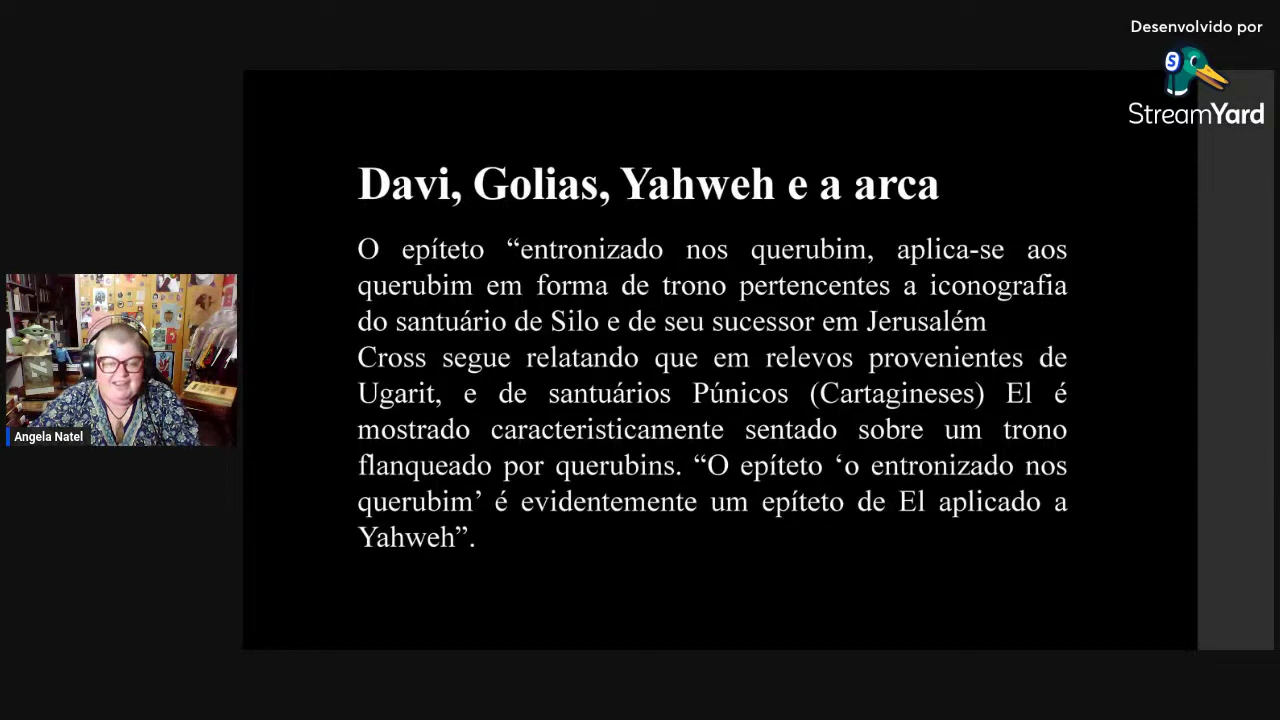 Desenvolvido por
StreamYard
Davi, Golias, Yahweh e a arca
O epíteto “entronizado nos querubim, aplica-se aos
querubim em forma de trono pertencentes a iconografia
do santuário de Silo e de seu sucessor em Jerusalém
Cross segue relatando que em relevos provenientes de
Ugarit, e de santuários Púnicos (Cartagineses) El é
mostrado caracteristicamente sentado sobre um trono
flanqueado por querubins. “O epíteto ‘o entronizado nos
querubim’ é evidentemente um epíteto de El aplicado a
Yahweh”.
Angela Natel